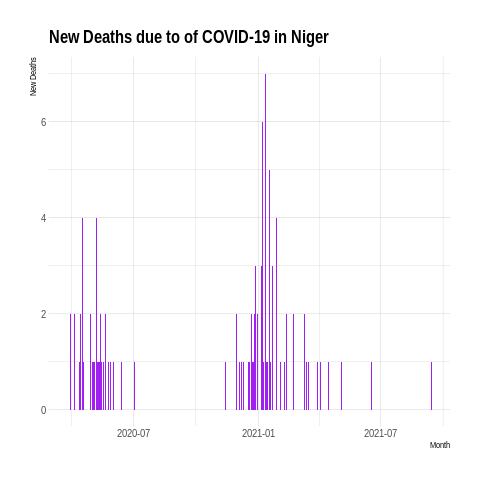 New Deaths due to of COVID-19 in Niger
New Deaths
6
4
2
0
2020-07 2021-01 2021-07
Month